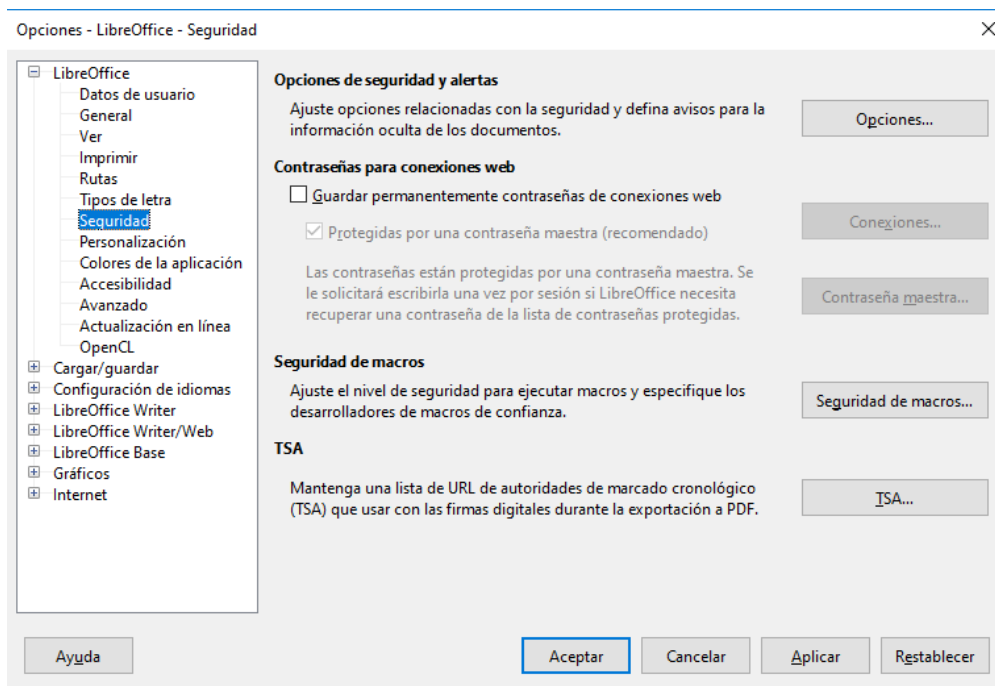 Opciones - LibreOffice - Seguridad
LibreOffice
Datos de usuario
General
Ver
Imprimir
Rutas
Tipos de letra
Seguridad
Personalización
Colores de la aplicación
Accesibilidad
Avanzado
Actualización en línea
OpenCL
Cargar/guardar
Configuración de idiomas
LibreOffice Writer
LibreOffice Writer/Web
LibreOffice Base
Gráficos
Internet
Opciones de seguridad y alertas
Ajuste opciones relacionadas con la seguridad y defina avisos para la
información oculta de los documentos.
Opciones...
Contraseñas para conexiones web
Guardar permanentemente contraseñas de conexiones web
Protegidas por una contraseña maestra (recomendado)
Conexiones...
Las contraseñas están protegidas por una contraseña maestra. Se
le solicitará escribirla una vez por sesión si LibreOffice necesita
recuperar una contraseña de la lista de contraseñas protegidas.
Contraseña maestra...
Seguridad de macros
Ajuste el nivel de seguridad para ejecutar macros y especifique los
desarrolladores de macros de confianza.
Seguridad de macros...
TSA
Mantenga una lista de URL de autoridades de marcado cronológico
(TSA) que usar con las firmas digitales durante la exportación a PDF.
TSA...
Ayuda
Aceptar
Cancelar
Aplicar
Restablecer